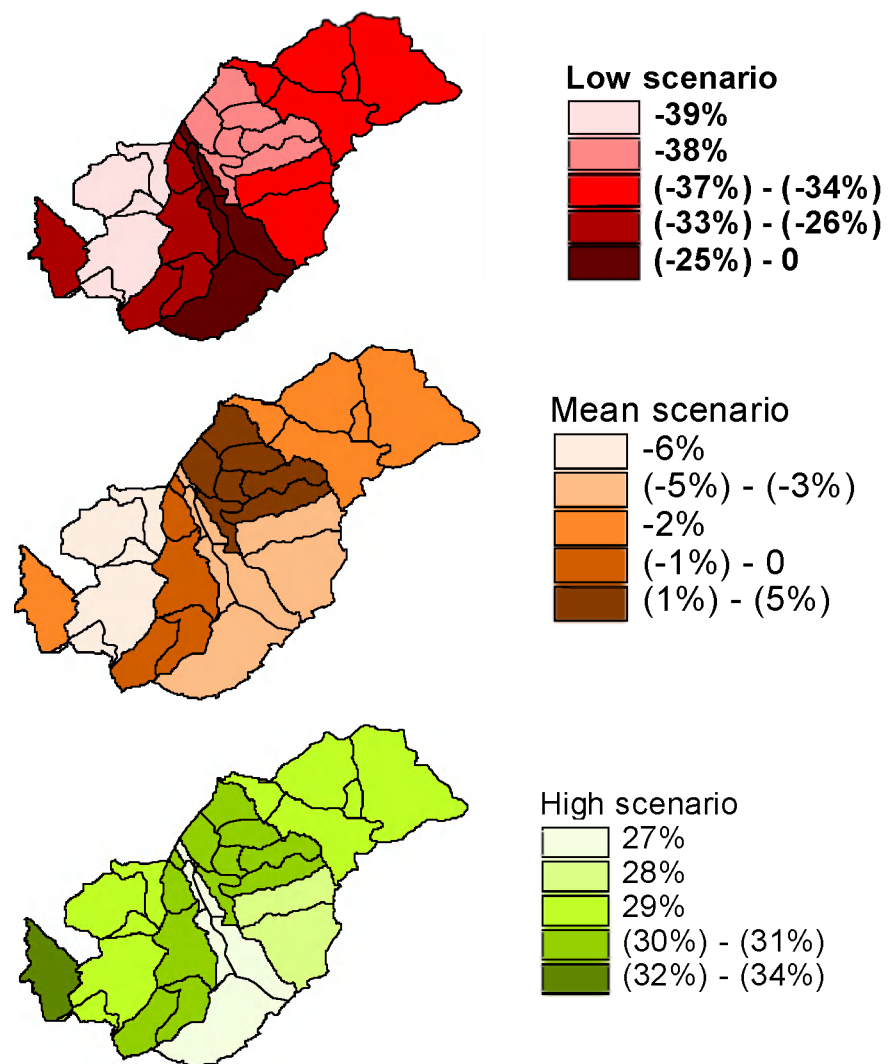 Low scenario
-39%
-38%
(-37%) - (-34%)
(-33%) - (-26%)
(-25%) - 0
Mean scenario
-6%
(-5%) - (-3%)
-2%
(-1%) - 0
(1%) - (5%)
High scenario
27%
28%
29%
(30%) - (31%)
(32%) - (34%)